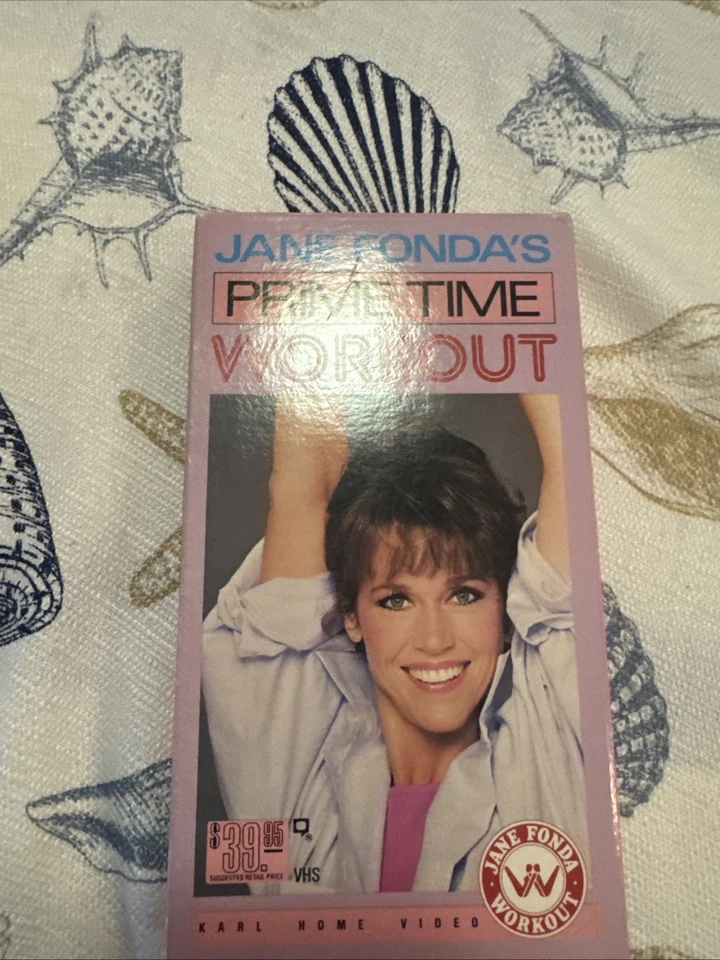 JANE FONDA'S
PRIME TIME
WORKOUT
$39.95
SUGGESTED RETAIL PRICE
VHS
JANE FONDA
WORKOUT
KARL HOME VIDEO